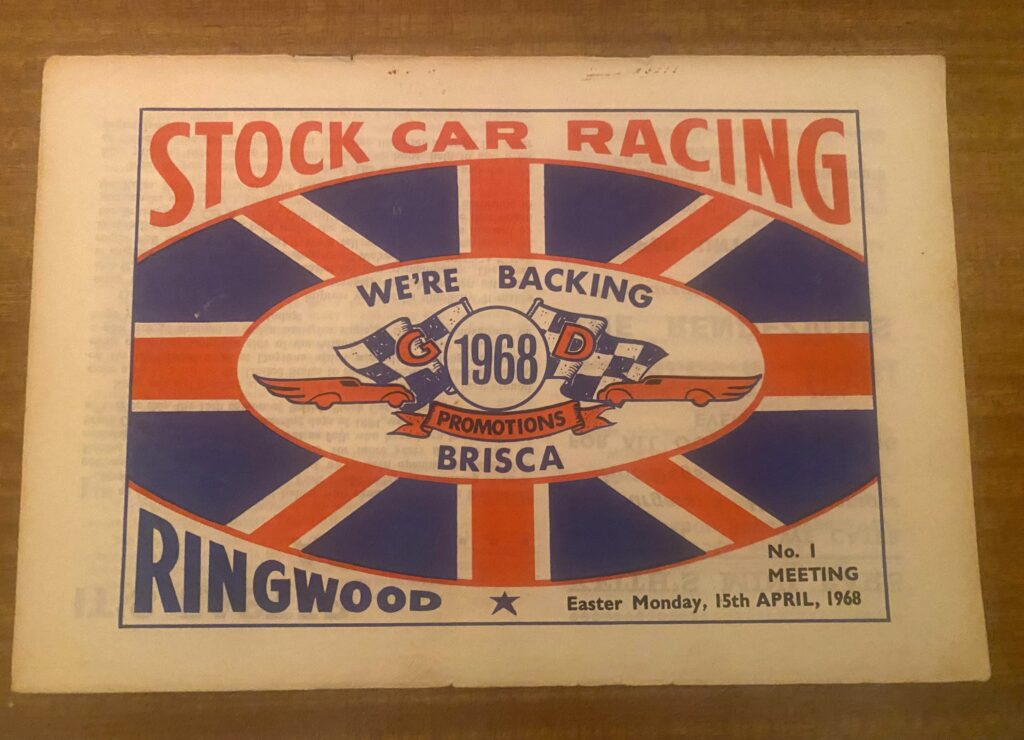 STOCK CAR RACING
WE'RE BACKING
G 1968 D
PROMOTIONS
BRISCA
RINGWOOD
No. 1
MEETING
Easter Monday, 15th APRIL, 1968